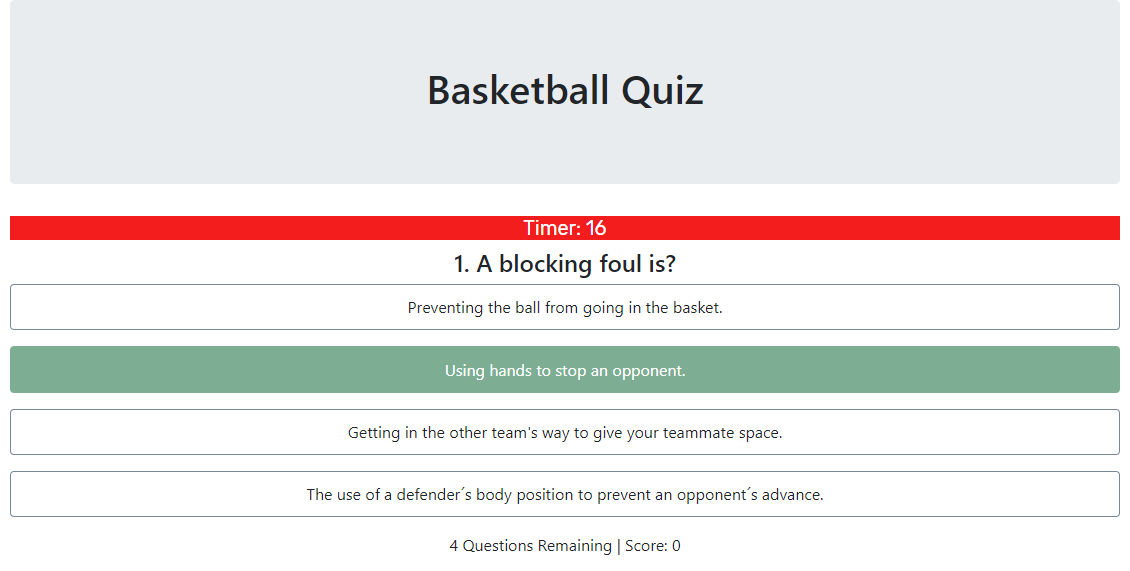 Basketball Quiz
Timer: 16
1. A blocking foul is?
Preventing the ball from going in the basket.
Using hands to stop an opponent.
Getting in the other team's way to give your teammate space.
The use of a defender´s body position to prevent an opponent´s advance.
4 Questions Remaining | Score: 0